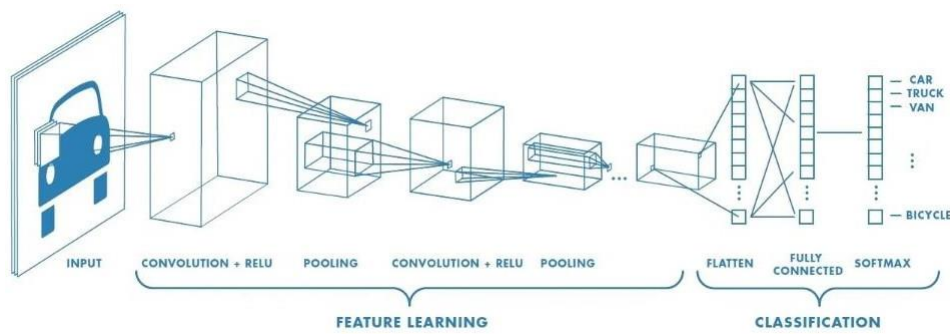 CAR
TRUCK
VAN
BICYCLE
INPUT
CONVOLUTION + RELU
POOLING
CONVOLUTION + RELU
POOLING
FLATTEN
FULLY
CONNECTED
SOFTMAX
FEATURE LEARNING
CLASSIFICATION